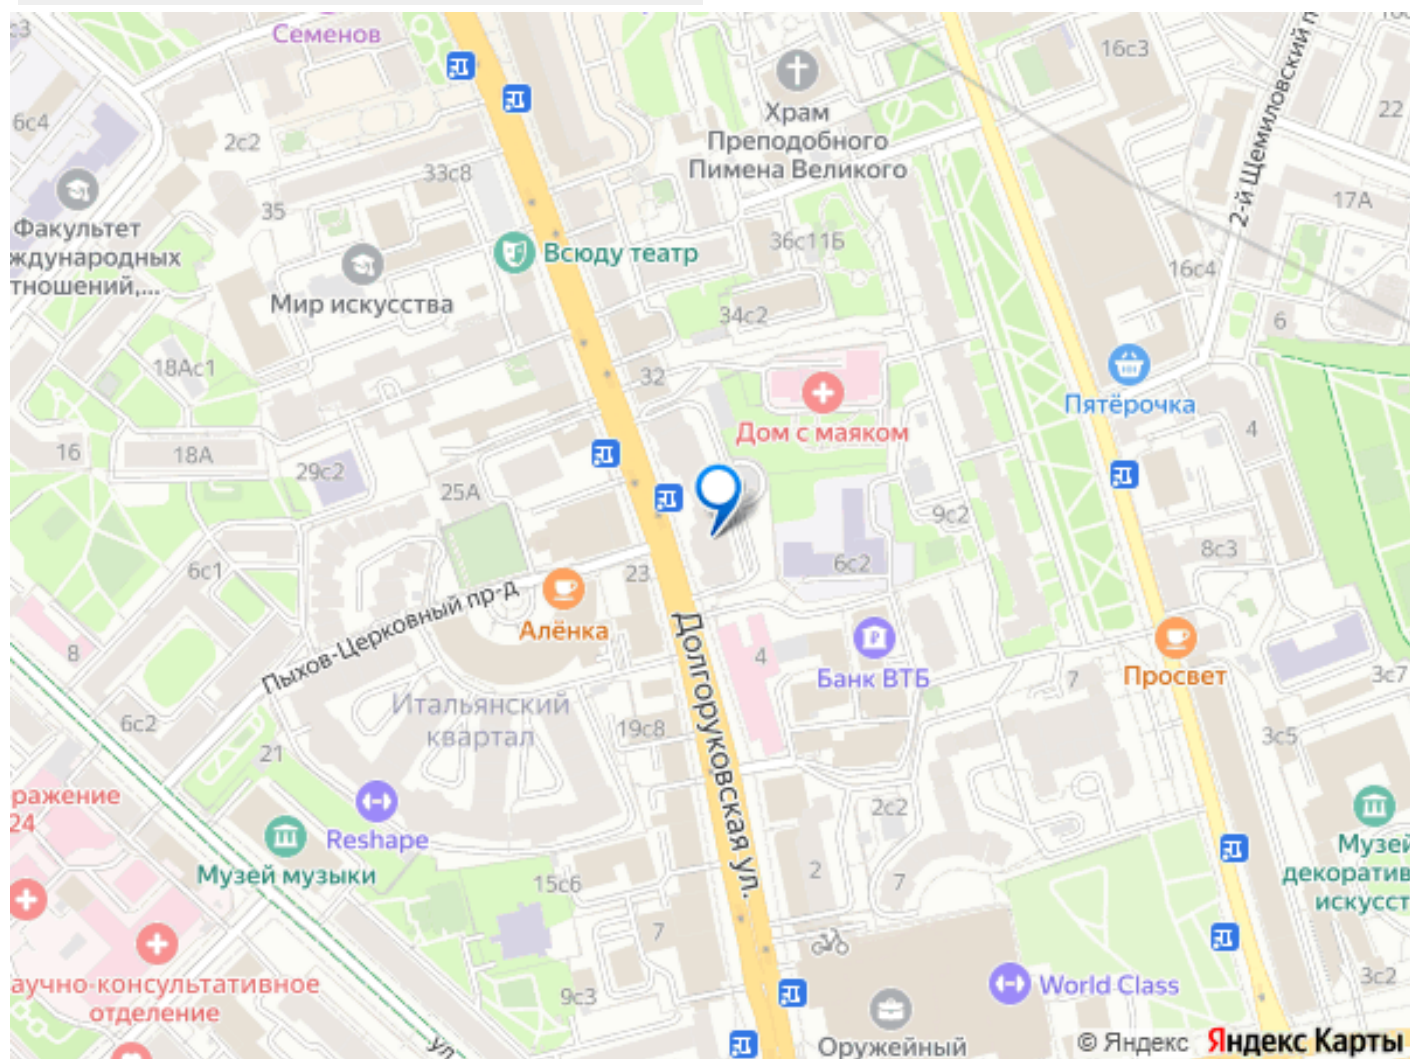 Семенов
16с3
6с4
2с2
22
Храм
Преподобного
Пимена Великого
2-й Щемиловский п
33с8
17А
35
Факультет
ждународных
тношений,...
Всюду театр
36с11Б
16с4
Мир искусства
34с2
6
18Ас1
32
Пятёрочка
Дом с маяком
4
16
18А
29с2
25А
9с2
8с3
6с1
6с2
23
Пыхов-Церковный пр-д
Алёнка
Долгоруковская ул.
8
4
Банк ВТБ
7
Просвет
3с7
Итальянский
квартал
6с2
19с8
3с5
21
ражение
24
Reshape
2с2
Музей музыки
Музей
декоратив
искусст
15с6
2
7
7
аучно-консультативное
отделение
9с3
World Class
3с2
ул
Оружейный
© Яндекс Яндекс Карты